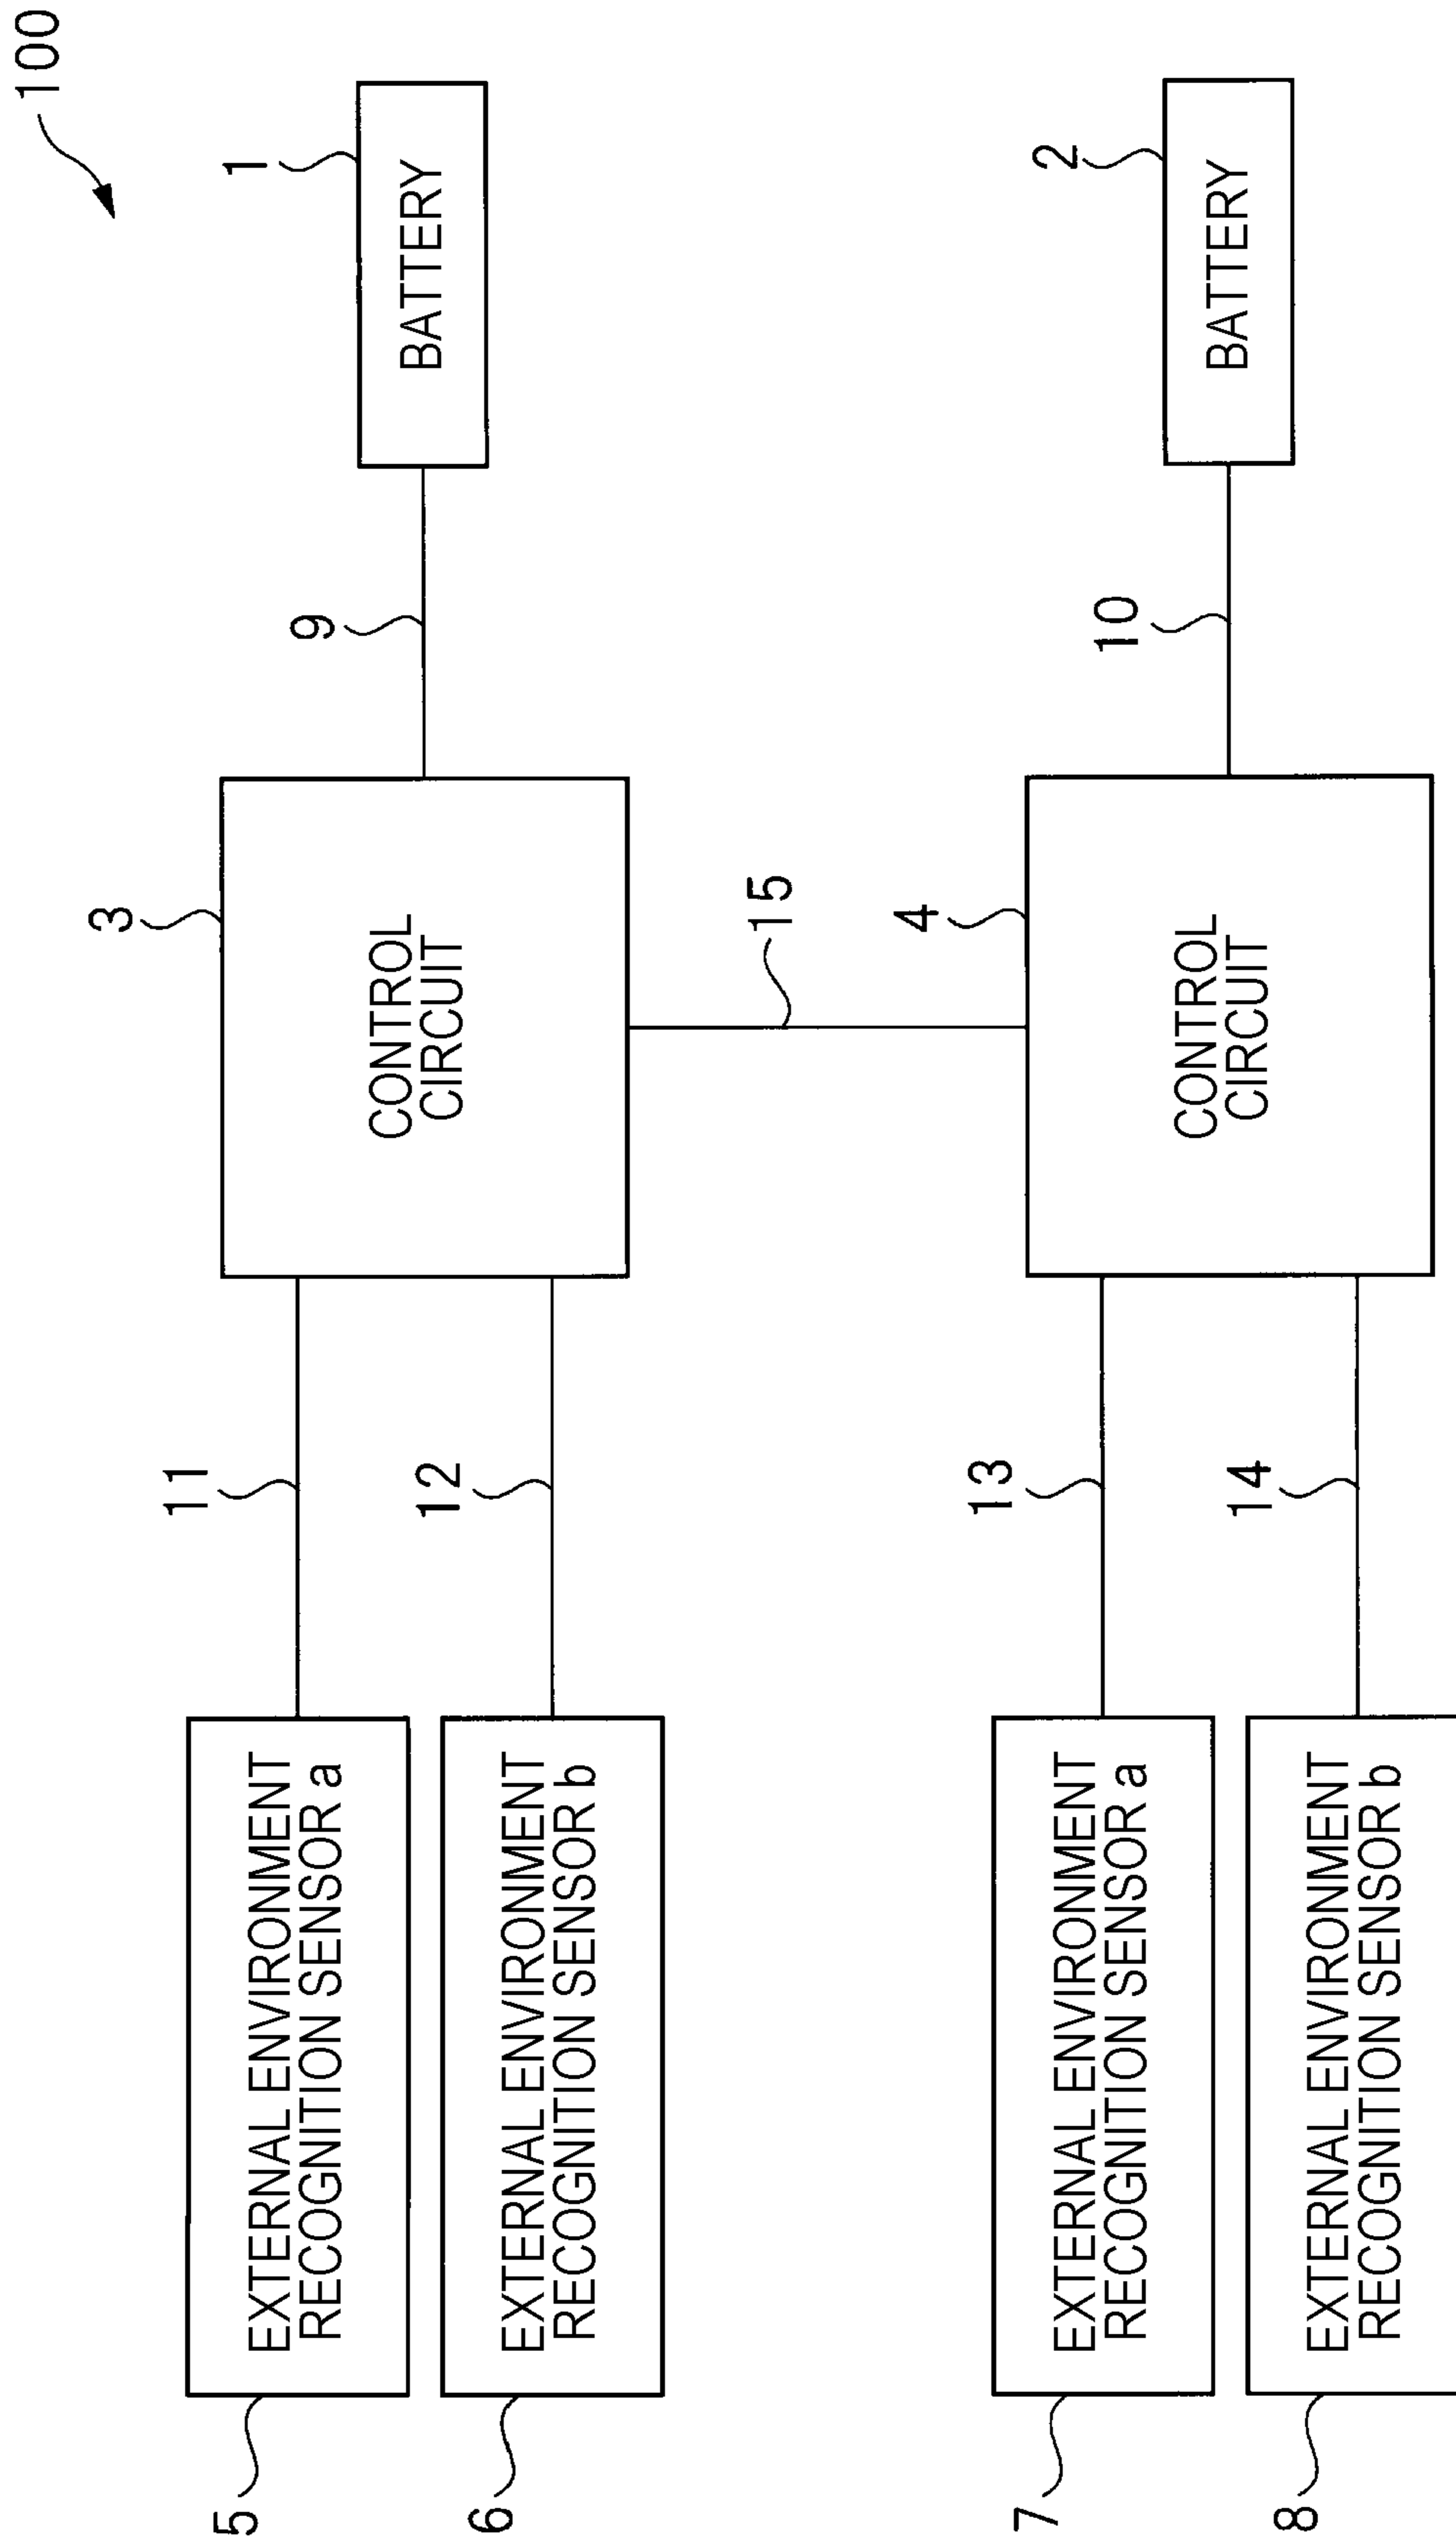 100
5
EXTERNAL ENVIRONMENT
RECOGNITION SENSOR a
11
3
CONTROL
CIRCUIT
9
1
BATTERY
6
EXTERNAL ENVIRONMENT
RECOGNITION SENSOR b
12
15
7
EXTERNAL ENVIRONMENT
RECOGNITION SENSOR a
13
4
CONTROL
CIRCUIT
10
2
BATTERY
8
EXTERNAL ENVIRONMENT
RECOGNITION SENSOR b
14